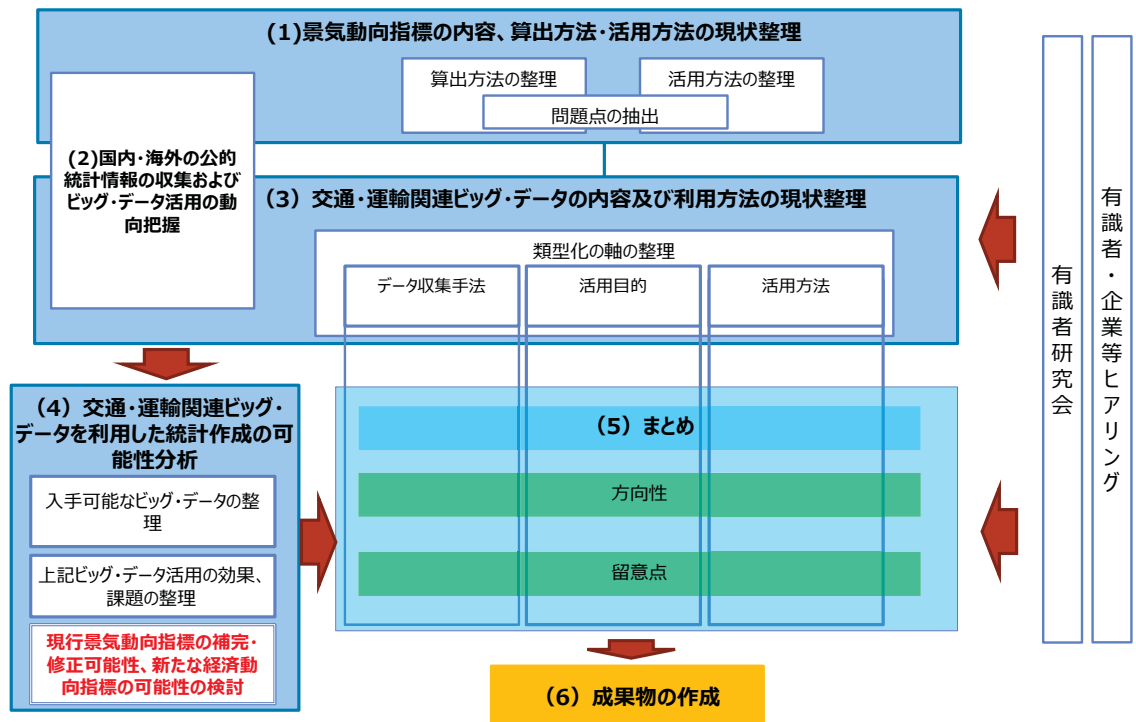 (1)景気動向指標の内容、算出方法・活用方法の現状整理
算出方法の整理
活用方法の整理
問題点の抽出
(2)国内・海外の公的
統計情報の収集および
ビッグ・データ活用の動
向把握
（3）交通・運輸関連ビッグ・データの内容及び利用方法の現状整理
類型化の軸の整理
データ収集手法
活用目的
活用方法
（4）交通・運輸関連ビッグ・
データを利用した統計作成の可
能性分析
入手可能なビッグ・データの整
理
上記ビッグ・データ活用の効果、
課題の整理
現行景気動向指標の補完・
修正可能性、新たな経済動
向指標の可能性の検討
（5）まとめ
方向性
留意点
（6）成果物の作成
有識者研究会
有識者・企業等ヒアリング